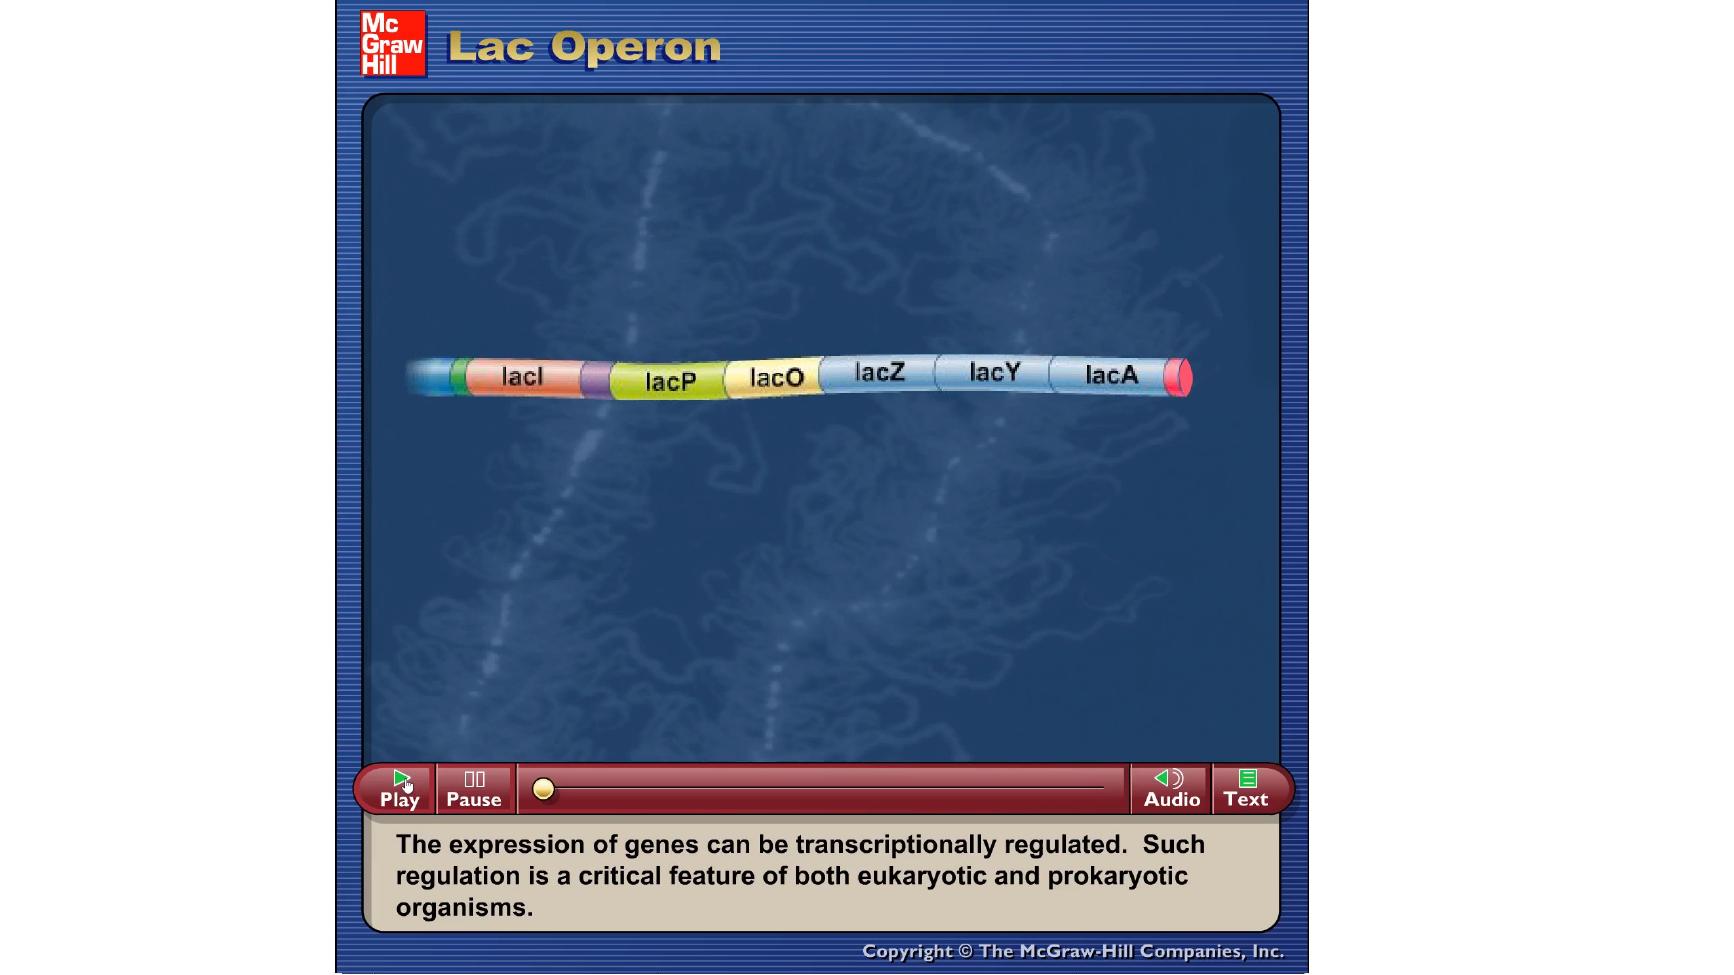 Mc
Graw
Hill
Lac Operon
lacI lacP lacO lacZ lacY lacA
Play Pause Audio Text
The expression of genes can be transcriptionally regulated.  Such
regulation is a critical feature of both eukaryotic and prokaryotic
organisms.
Copyright © The McGraw-Hill Companies, Inc.